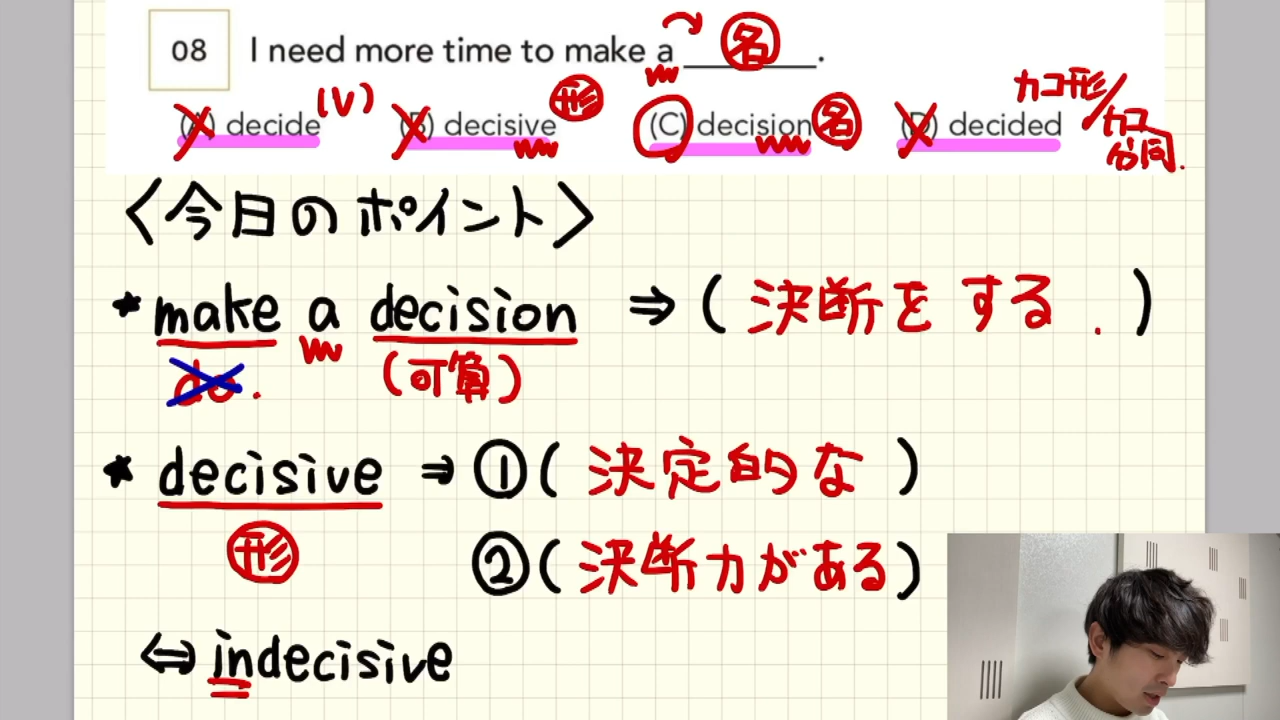 08 I need more time to make a ______. 名
(A) decide (V) (B) decisive 形 (C) decision 名 (D) decided カコ形/カコ分同.
〈今日のポイント〉
* make a decision ⇒ (決断をする.)
do. (可算)
* decisive ⇒ ①(決定的な)
形 ②(決断力がある)
⇔ indecisive